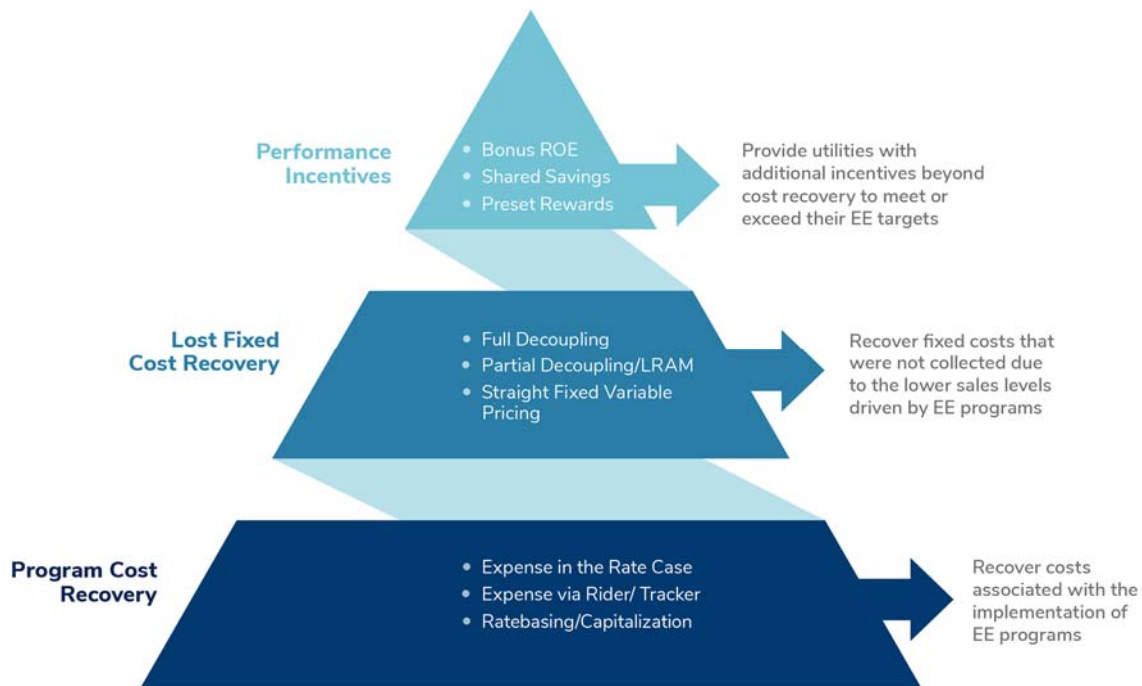 Performance
Incentives
• Bonus ROE
• Shared Savings
• Preset Rewards
Provide utilities with
additional incentives beyond
cost recovery to meet or
exceed their EE targets
Lost Fixed
Cost Recovery
• Full Decoupling
• Partial Decoupling/LRAM
• Straight Fixed Variable
Pricing
Recover fixed costs that
were not collected due
to the lower sales levels
driven by EE programs
Program Cost
Recovery
• Expense in the Rate Case
• Expense via Rider/ Tracker
• Ratebasing/Capitalization
Recover costs
associated with the
implementation of
EE programs